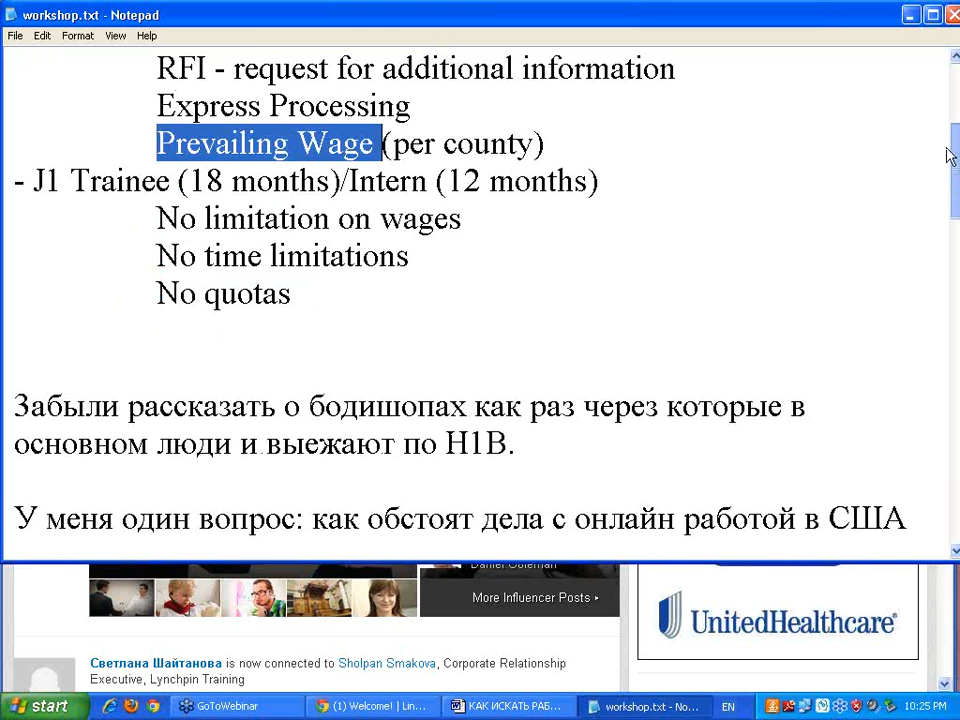 workshop.txt - Notepad
File Edit Format View Help
RFI - request for additional information
Express Processing
Prevailing Wage (per county)
- J1 Trainee (18 months)/Intern (12 months)
No limitation on wages
No time limitations
No quotas
Забыли рассказать о бодишопах как раз через которые в
основном люди и выезжают по H1B.
У меня один вопрос: как обстоят дела с онлайн работой в США
Daniel Goleman
More Influencer Posts ▸
UnitedHealthcare
Светлана Шайтанова is now connected to Sholpan Smakova, Corporate Relationship
Executive, Lynchpin Training
start GoToWebinar (1) Welcome! | Lin... КАК ИСКАТЬ РАБ... workshop.txt - No... EN 10:25 PM